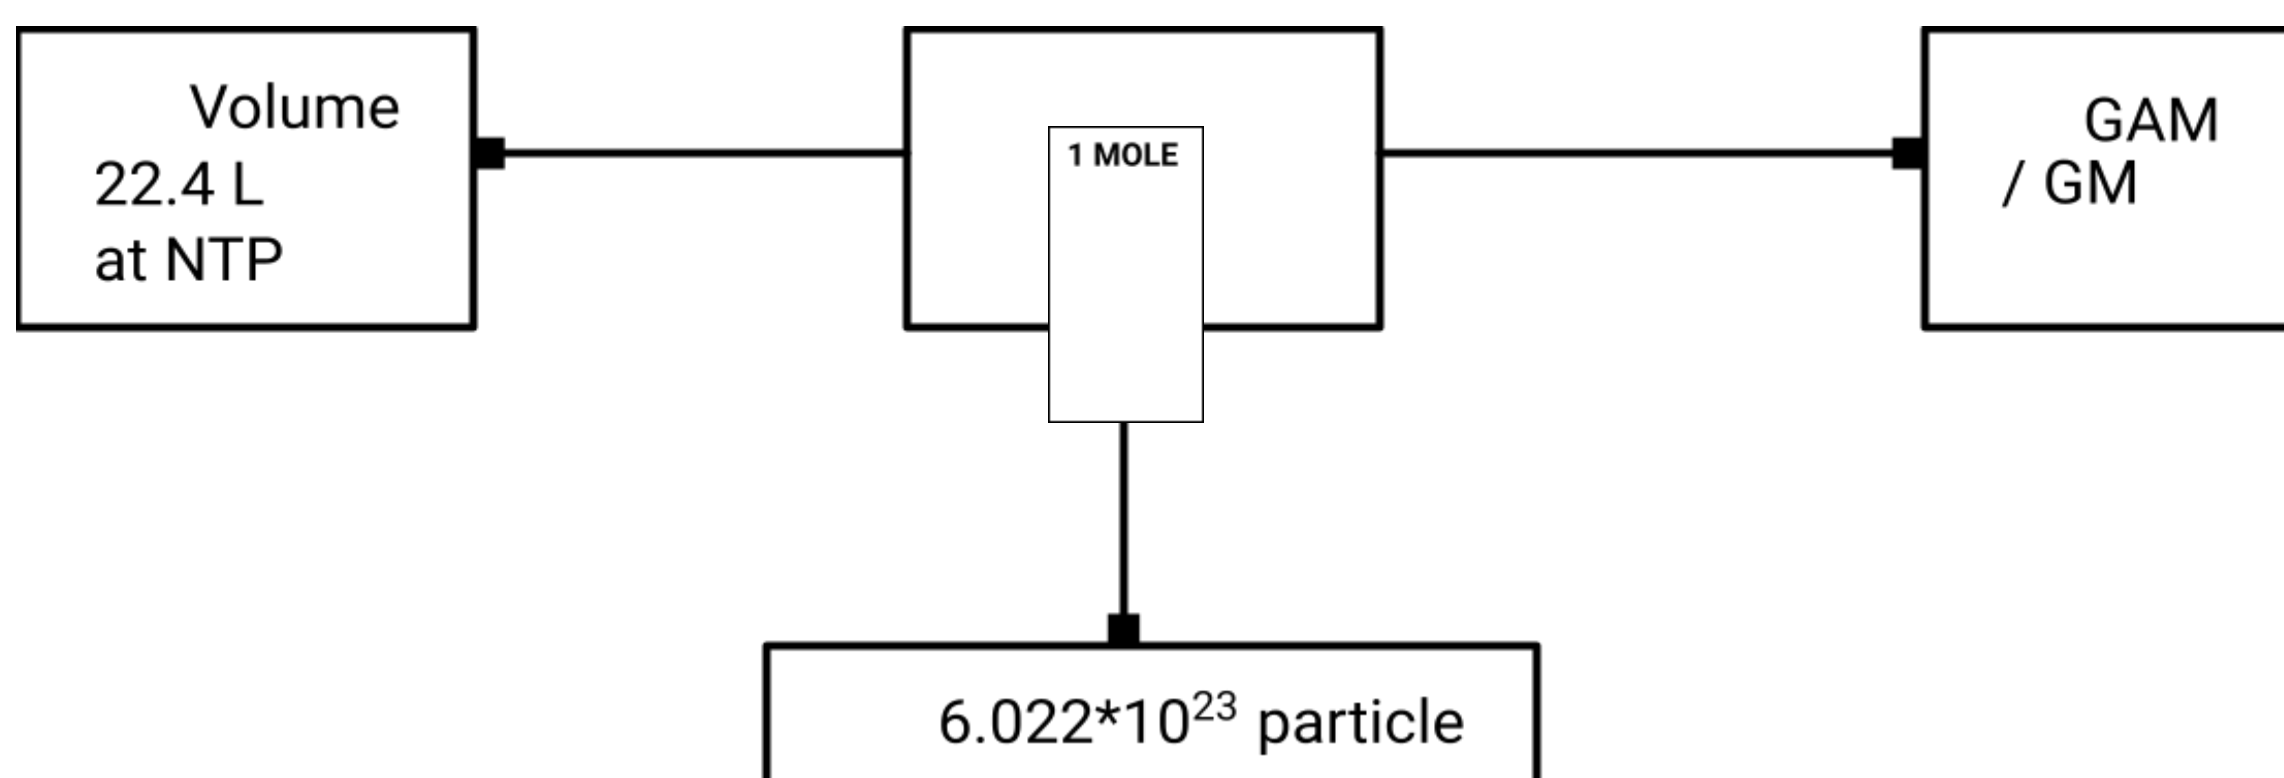 Volume
22.4 L
at NTP
1 MOLE
GAM
/ GM
6.022*10²³ particle